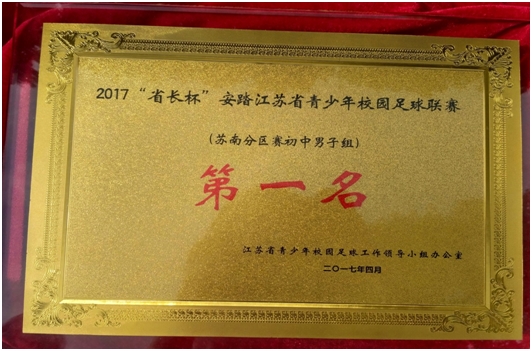 2017“省长杯”安踏江苏省青少年校园足球联赛
(苏南分区赛初中男子组)
第一名
江苏省青少年校园足球工作领导小组办公室
二〇一七年四月